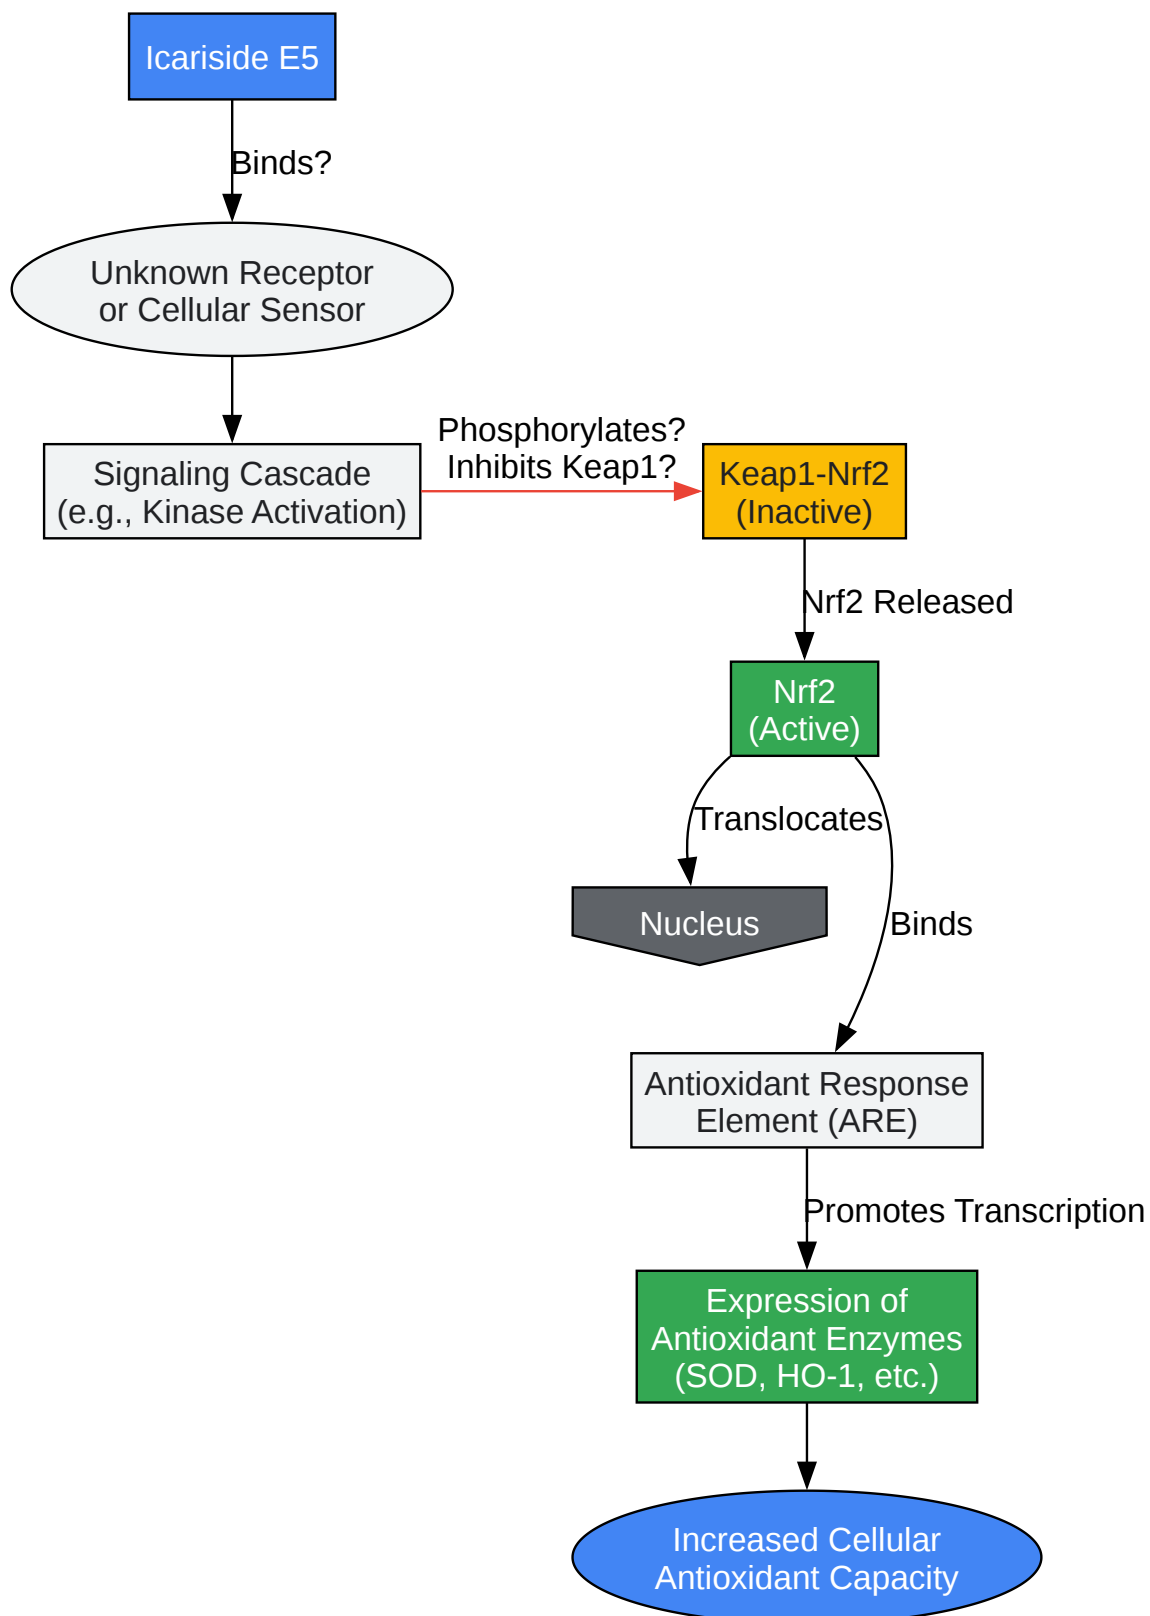 Icariside E5
Binds?
Unknown Receptor
or Cellular Sensor
Signaling Cascade
(e.g., Kinase Activation)
Phosphorylates?
Inhibits Keap1?
Keap1-Nrf2
(Inactive)
Nrf2 Released
Nrf2
(Active)
Translocates
Nucleus
Binds
Antioxidant Response
Element (ARE)
Promotes Transcription
Expression of
Antioxidant Enzymes
(SOD, HO-1, etc.)
Increased Cellular
Antioxidant Capacity